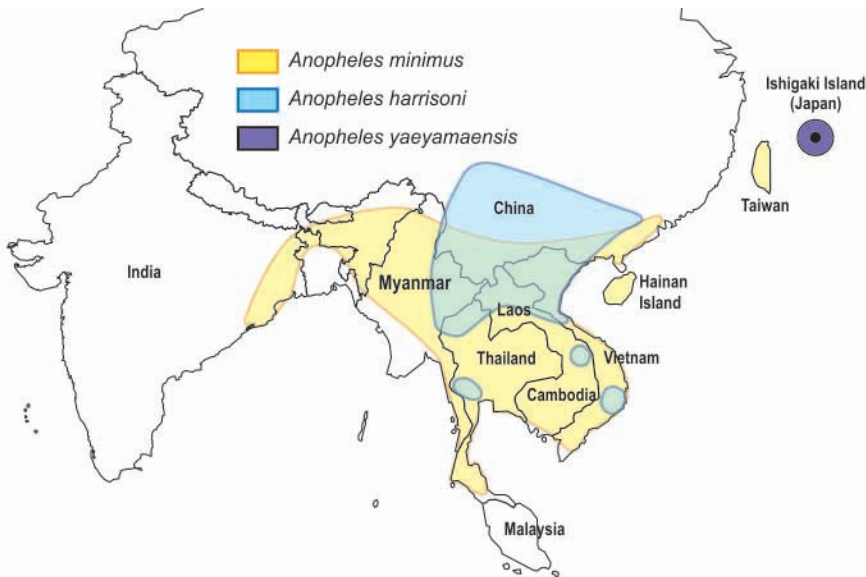 Anopheles minimus
Anopheles harrisoni
Anopheles yaeyamaensis
Ishigaki Island
(Japan)
Taiwan
China
India
Myanmar
Hainan
Island
Laos
Thailand
Vietnam
Cambodia
Malaysia